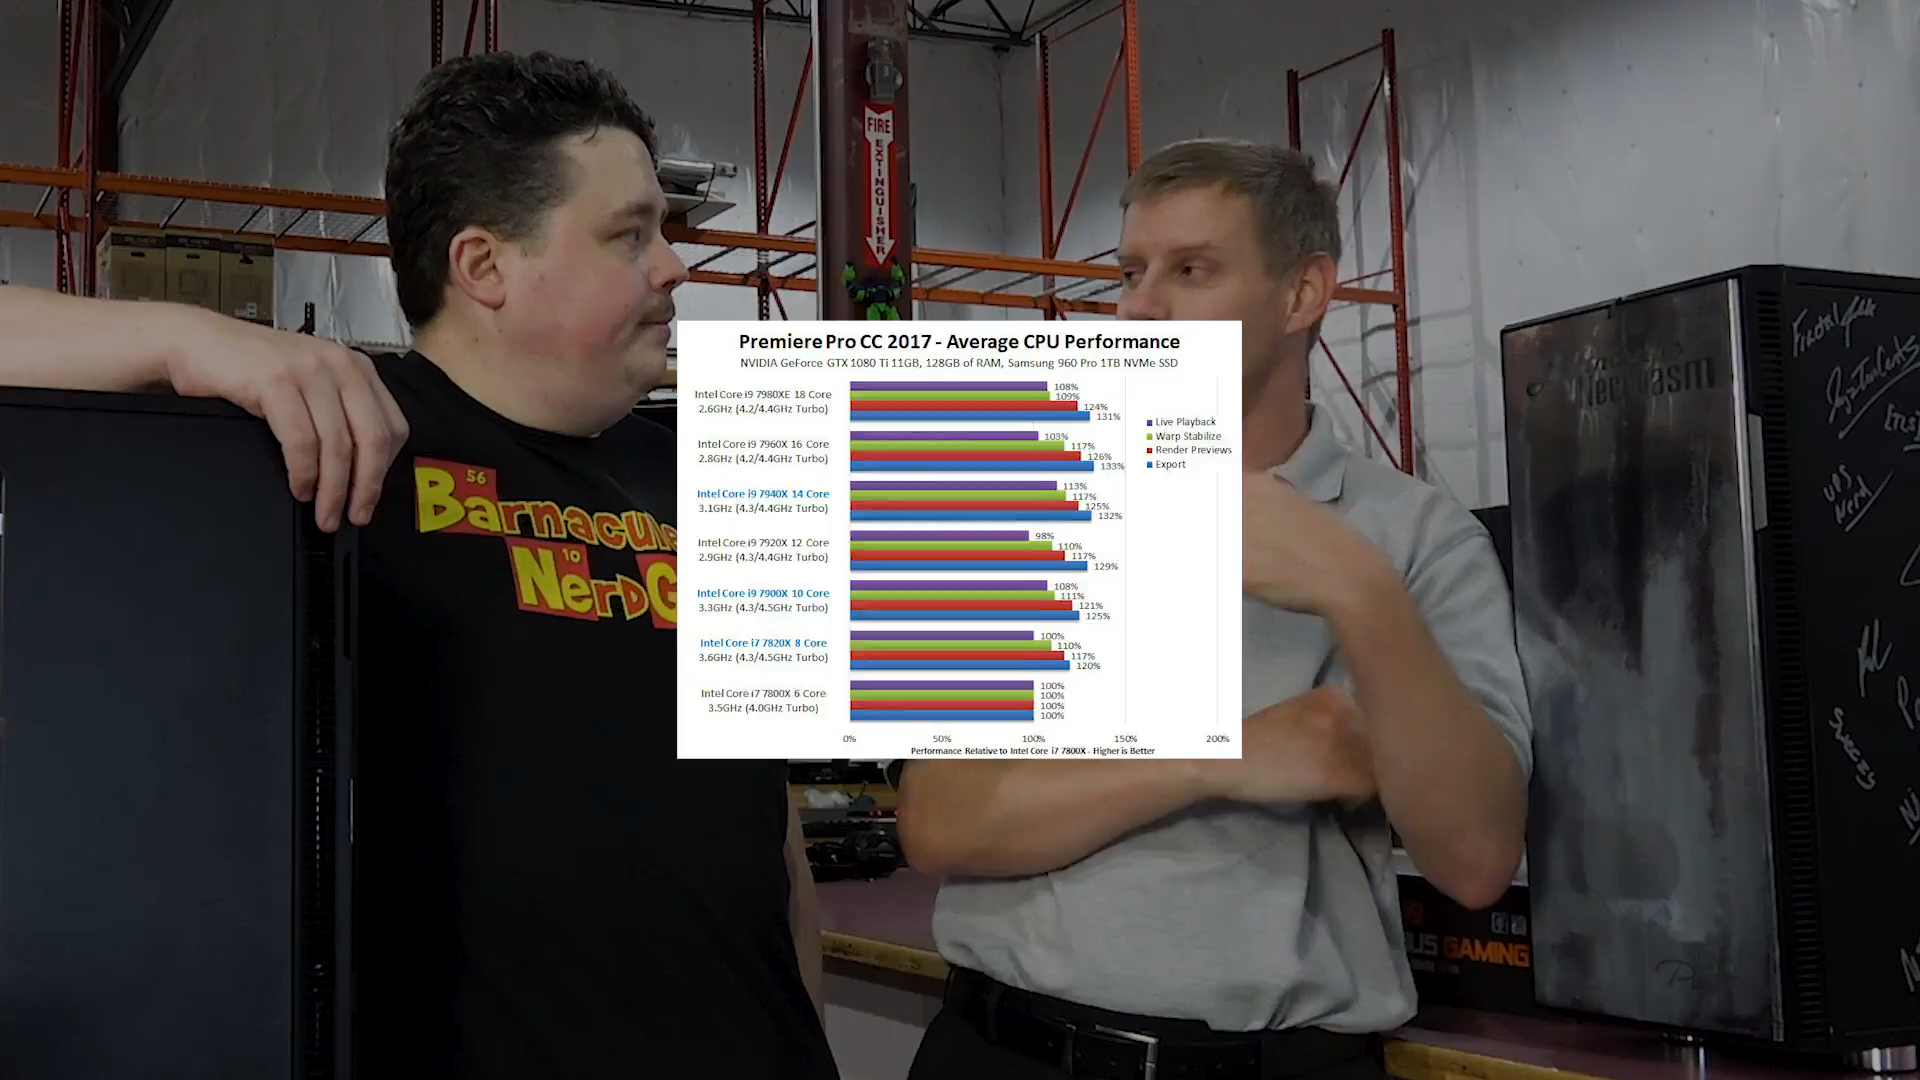 FIRE
EXTINGUISHER
56
Barnacule
10
NerdG
Premiere Pro CC 2017 - Average CPU Performance
NVIDIA GeForce GTX 1080 Ti 11GB, 128GB of RAM, Samsung 960 Pro 1TB NVMe SSD
Intel Core i9 7980XE 18 Core
2.6GHz (4.2/4.4GHz Turbo)
108%
109%
124%
131%
Intel Core i9 7960X 16 Core
2.8GHz (4.2/4.4GHz Turbo)
103%
117%
126%
133%
Intel Core i9 7940X 14 Core
3.1GHz (4.3/4.4GHz Turbo)
113%
117%
125%
132%
Intel Core i9 7920X 12 Core
2.9GHz (4.3/4.4GHz Turbo)
98%
110%
117%
129%
Intel Core i9 7900X 10 Core
3.3GHz (4.3/4.5GHz Turbo)
108%
111%
121%
125%
Intel Core i7 7820X 8 Core
3.6GHz (4.3/4.5GHz Turbo)
100%
110%
117%
120%
Intel Core i7 7800X 6 Core
3.5GHz (4.0GHz Turbo)
100%
100%
100%
100%
Live Playback
Warp Stabilize
Render Previews
Export
0% 50% 100% 150% 200%
Performance Relative to Intel Core i7 7800X - Higher is Better
Nerdgasm
Fractal
JayzTwoCents
UPS
Nerd
US GAMING